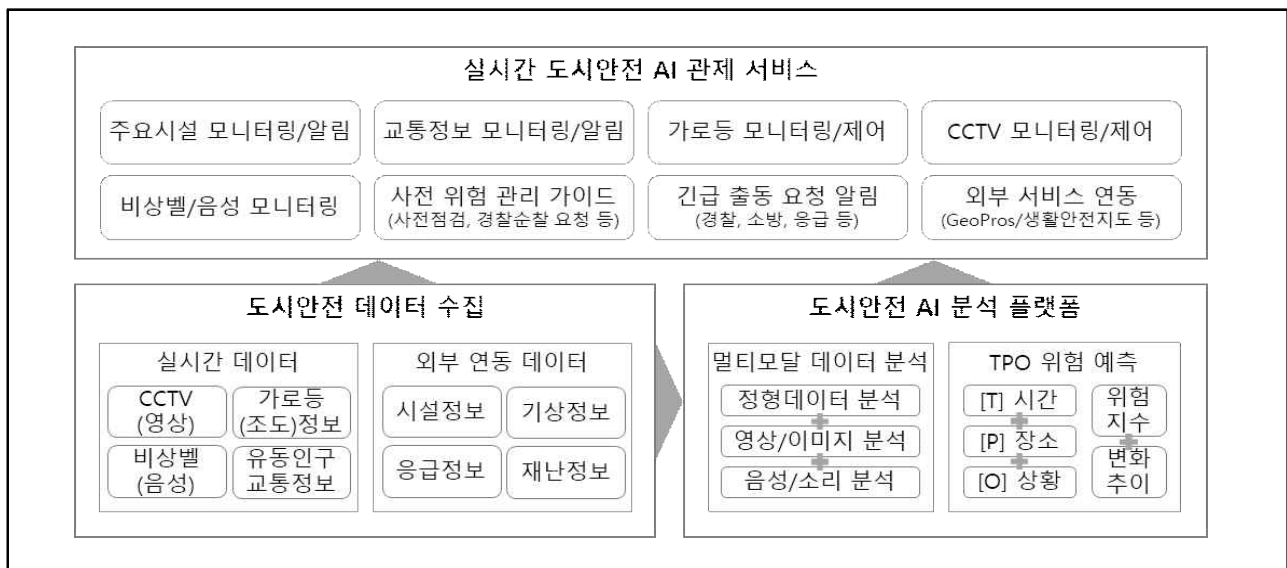 실시간 도시안전 AI 관제 서비스
주요시설 모니터링/알림
교통정보 모니터링/알림
가로등 모니터링/제어
CCTV 모니터링/제어
비상벨/음성 모니터링
사전 위험 관리 가이드
(사전점검, 경찰순찰 요청 등)
긴급 출동 요청 알림
(경찰, 소방, 응급 등)
외부 서비스 연동
(GeoPros/생활안전지도 등)
도시안전 데이터 수집
실시간 데이터
CCTV
(영상)
가로등
(조도)정보
비상벨
(음성)
유동인구
교통정보
외부 연동 데이터
시설정보
기상정보
응급정보
재난정보
도시안전 AI 분석 플랫폼
멀티모달 데이터 분석
정형데이터 분석
영상/이미지 분석
음성/소리 분석
TPO 위험 예측
[T] 시간
[P] 장소
[O] 상황
위험
지수
변화
추이